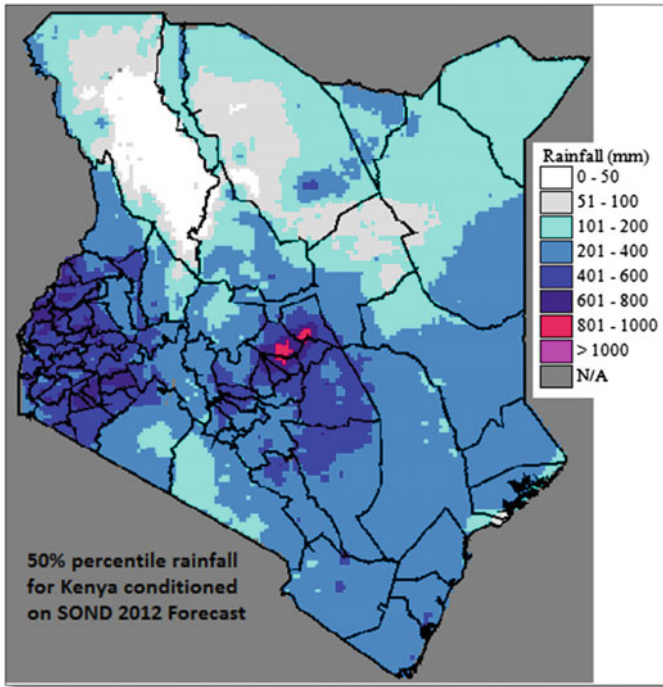 Rainfall (mm)
0 - 50
51 - 100
101 - 200
201 - 400
401 - 600
601 - 800
801 - 1000
> 1000
N/A
50% percentile rainfall
for Kenya conditioned
on SOND 2012 Forecast